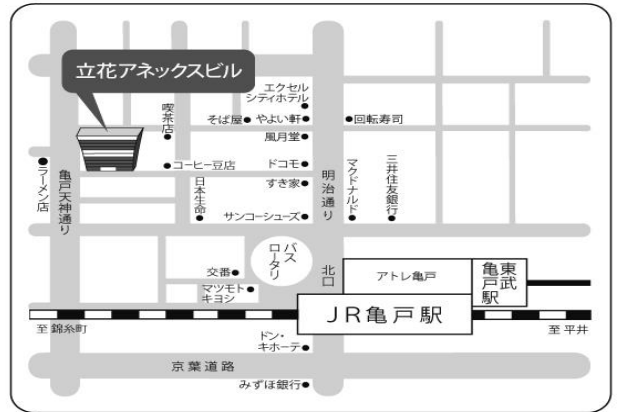 立花アネックスビル
エクセル
シティホテル
喫茶店
そば屋
やよい軒
回転寿司
風月堂
コーヒー豆店
ドコモ
ラーメン店
亀戸天神通り
日本生命
すき家
明治通り
マクドナルド
三井住友銀行
サンコーシューズ
バス
ロータリ
交番
マツモト
キヨシ
北口
アトレ亀戸
東武
亀戸駅
JR亀戸駅
至 錦糸町
至 平井
ドン・
キホーテ
京葉道路
みずほ銀行